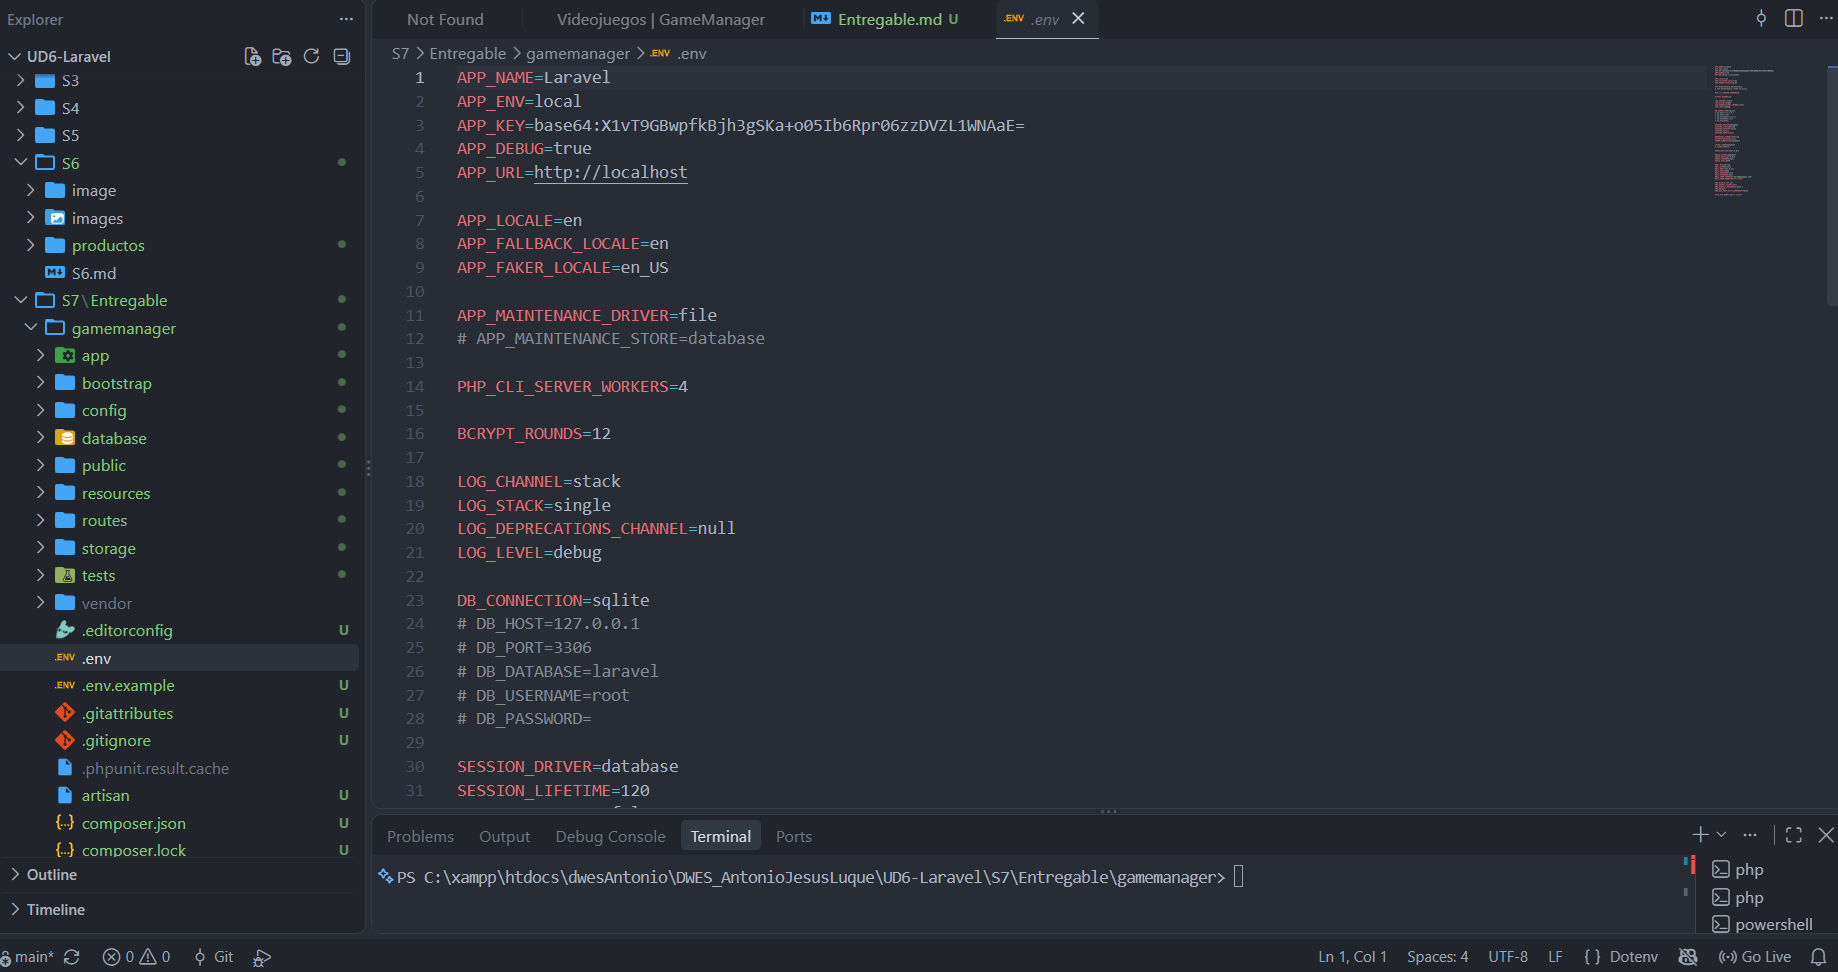 Explorer
UD6-Laravel
S3
S4
S5
S6
image
images
productos
S6.md
S7\Entregable
gamemanager
app
bootstrap
config
database
public
resources
routes
storage
tests
vendor
.editorconfig U
.ENV .env
.ENV .env.example U
.gitattributes U
.gitignore U
.phpunit.result.cache
artisan U
composer.json U
composer.lock U
Outline
Timeline
Not Found
Videojuegos | GameManager
Entregable.md U
.ENV .env
S7 > Entregable > gamemanager > .ENV .env
1 APP_NAME=Laravel
2 APP_ENV=local
3 APP_KEY=base64:X1vT9GBwpfkBjh3gSKa+o05Ib6Rpr06zzDVZL1WNAaE=
4 APP_DEBUG=true
5 APP_URL=http://localhost
6
7 APP_LOCALE=en
8 APP_FALLBACK_LOCALE=en
9 APP_FAKER_LOCALE=en_US
10
11 APP_MAINTENANCE_DRIVER=file
12 # APP_MAINTENANCE_STORE=database
13
14 PHP_CLI_SERVER_WORKERS=4
15
16 BCRYPT_ROUNDS=12
17
18 LOG_CHANNEL=stack
19 LOG_STACK=single
20 LOG_DEPRECATIONS_CHANNEL=null
21 LOG_LEVEL=debug
22
23 DB_CONNECTION=sqlite
24 # DB_HOST=127.0.0.1
25 # DB_PORT=3306
26 # DB_DATABASE=laravel
27 # DB_USERNAME=root
28 # DB_PASSWORD=
29
30 SESSION_DRIVER=database
31 SESSION_LIFETIME=120
Problems Output Debug Console Terminal Ports
PS C:\xampp\htdocs\dwesAntonio\DWES_AntonioJesusLuque\UD6-Laravel\S7\Entregable\gamemanager>
php
php
powershell
main* 0 0 Git
Ln 1, Col 1 Spaces: 4 UTF-8 LF { } Dotenv Go Live